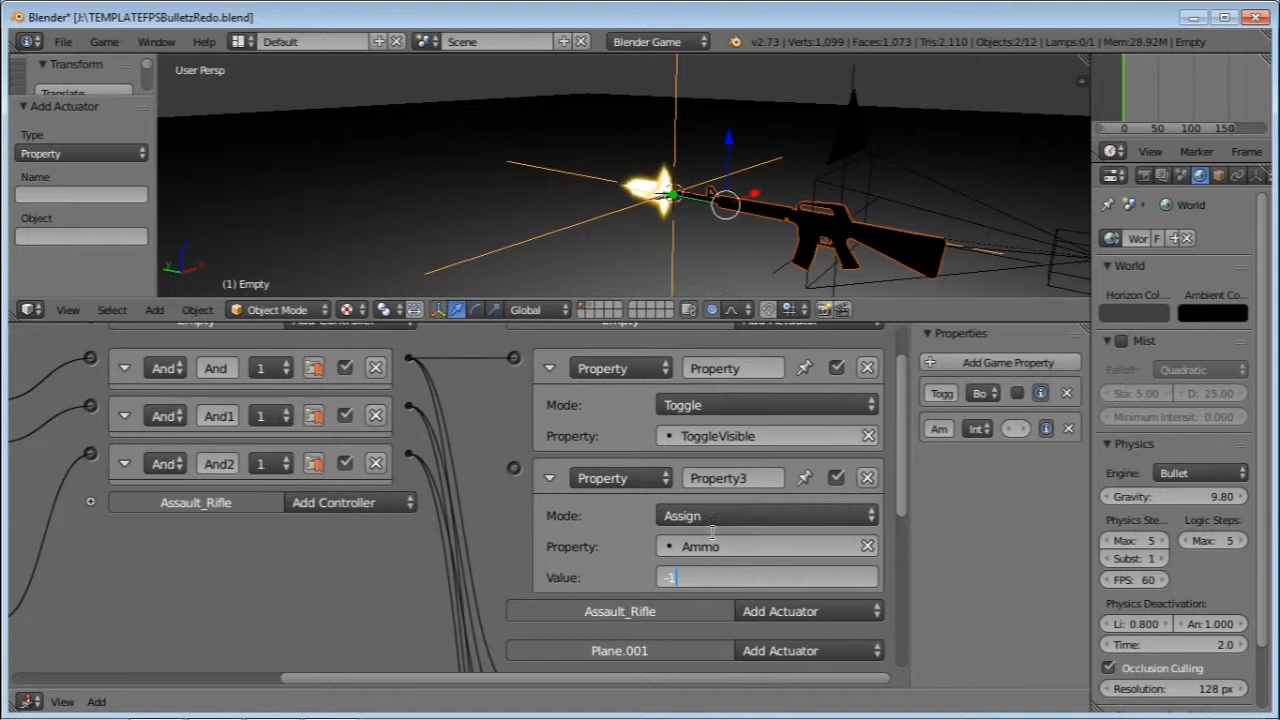 Blender* [J:\TEMPLATEFPSBulletzRedo.blend]
File Game Window Help Default Scene Blender Game v2.73 | Verts:1,099 | Faces:1,073 | Tris:2,110 | Objects:2/12 | Lamps:0/1 | Mem:28.92M | Empty
Transform
Translate
Add Actuator
Type
Property
Name
Object
User Persp
(1) Empty
View Select Add Object Object Mode Global
0 50 100 150
View Marker Frame
World
Wor F
World
Horizon Col... Ambient Co...
Mist
Falloff: Quadratic
Sta: 5.00 D: 25.00
Minimum Intensit: 0.000
Physics
Engine: Bullet
Gravity: 9.80
Physics Ste... Logic Steps:
Max: 5 Max: 5
Subst: 1
FPS: 60
Physics Deactivation:
Li: 0.800 An:1.000
Time: 2.0
Occlusion Culling
Resolution: 128 px
Empty Add Controller
And And 1
And And1 1
And And2 1
Assault_Rifle Add Controller
Empty Add Actuator
Property Property
Mode: Toggle
Property: ToggleVisible
Property Property3
Mode: Assign
Property: Ammo
Value: -1
Assault_Rifle Add Actuator
Plane.001 Add Actuator
Properties
Add Game Property
Togg Bo
Am Int
View Add